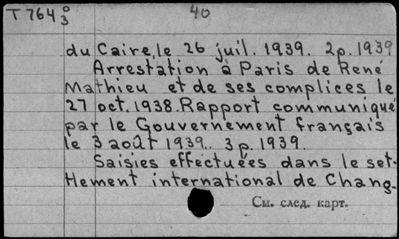 T 764 o/3 40
du Caire, le 26 juil. 1939. 2p. 1939
Arrestation à Paris de René
Mathieu et de ses complices le
27 oct. 1938. Rapport communiqué
par le Gouvernement français
le 3 août 1939.. 3p. 1939.
Saisies effectuées dans le set-
tlement international de Chang-
См. след. карт.